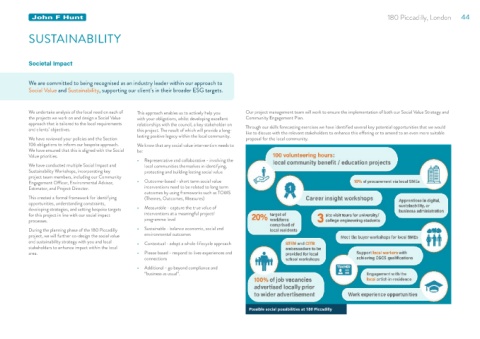 John F Hunt
180 Piccadilly, London 44
SUSTAINABILITY
Societal Impact
We are committed to being recognised as an industry leader within our approach to
Social Value and Sustainability, supporting our client's in their broader ESG targets.
We undertake analysis of the local need on each of
the projects we work on and design a Social Value
approach that is tailored to the local requirements
and clients' objectives.
We have reviewed your policies and the Section
106 obligations to inform our bespoke approach.
We have ensured that this is aligned with the Social
Value priorities.
We have conducted multiple Social Impact and
Sustainability Workshops, incorporating key
project team members, including our Community
Engagement Officer, Environmental Advisor,
Estimator, and Project Director.
This created a formal framework for identifying
opportunities, understanding constraints,
developing strategies, and setting bespoke targets
for this project in line with our social impact
processes.
During the planning phase of the 180 Piccadilly
project, we will further co-design the social value
and sustainability strategy with you and local
stakeholders to enhance impact within the local
area.
This approach enables us to actively help you
with your obligations, whilst developing excellent
relationships with the council, a key stakeholder on
this project. The result of which will provide a long-
lasting positive legacy within the local community.
We know that any social value intervention needs to
be:
• Representative and collaborative - involving the
local communities themselves in identifying,
protecting and building lasting social value
• Outcome-based - short-term social value
interventions need to be related to long term
outcomes by using frameworks such as TOMS
(Themes, Outcomes, Measures)
• Measurable - capture the true value of
interventions at a meaningful project/
programme level
• Sustainable - balance economic, social and
environmental outcomes
• Contextual - adopt a whole lifecycle approach
• Placed-based - respond to lived experiences and
connections
• Additional - go beyond compliance and
"business as usual".
Our project management team will work to ensure the implementation of both our Social Value Strategy and
Community Engagement Plan.
Through our skills forecasting exercises we have identified several key potential opportunities that we would
like to discuss with the relevant stakeholders to enhance this offering or to amend to an even more suitable
proposal for the local community:
100 volunteering hours:
local community benefit / education projects
20% of procurement via local SMEs
Career insight workshops
Apprentices in digital,
sustainability, or
business administration
20% target of
workforce
comprised of
local residents
3 site visit tours for university/
college engineering students
Meet the buyer workshops for local SMEs
STEM and CITB
ambassadors to be
provided for local
school workshops
Support local workers with
achieving CSCS qualifications
Engagement with the
local artist in residence
100% of job vacancies
advertised locally prior
to wider advertisement
Work experience opportunities
Possible social possibilities at 180 Piccadilly